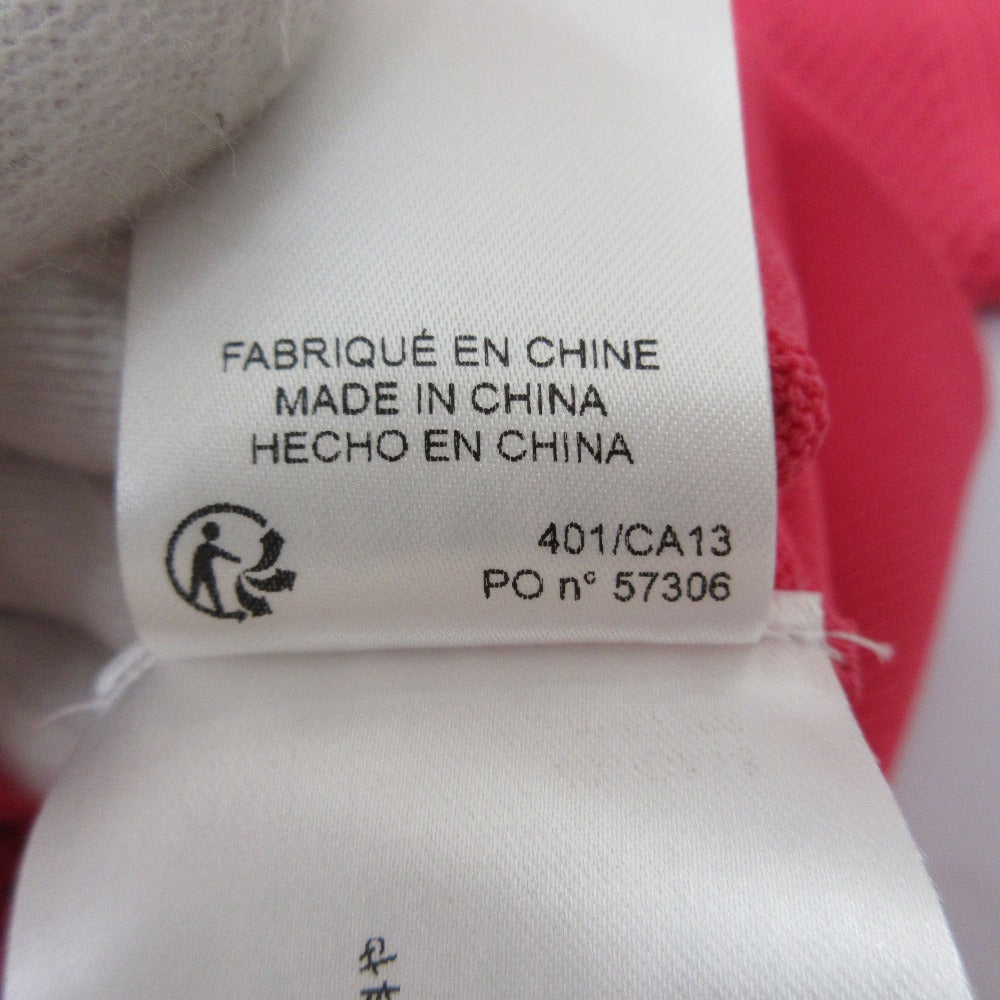 FABRIQUÉ EN CHINE
MADE IN CHINA
HECHO EN CHINA
401/CA13
PO n° 57306